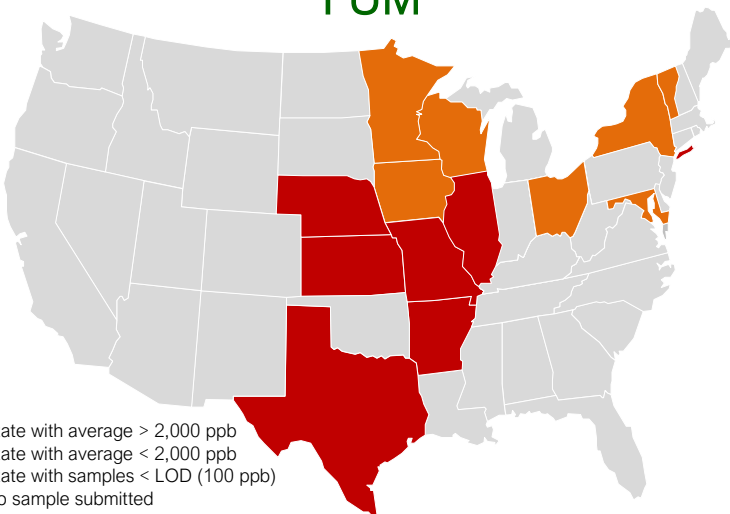 FUM
ate with average > 2,000 ppb
ate with average < 2,000 ppb
ate with samples < LOD (100 ppb)
o sample submitted